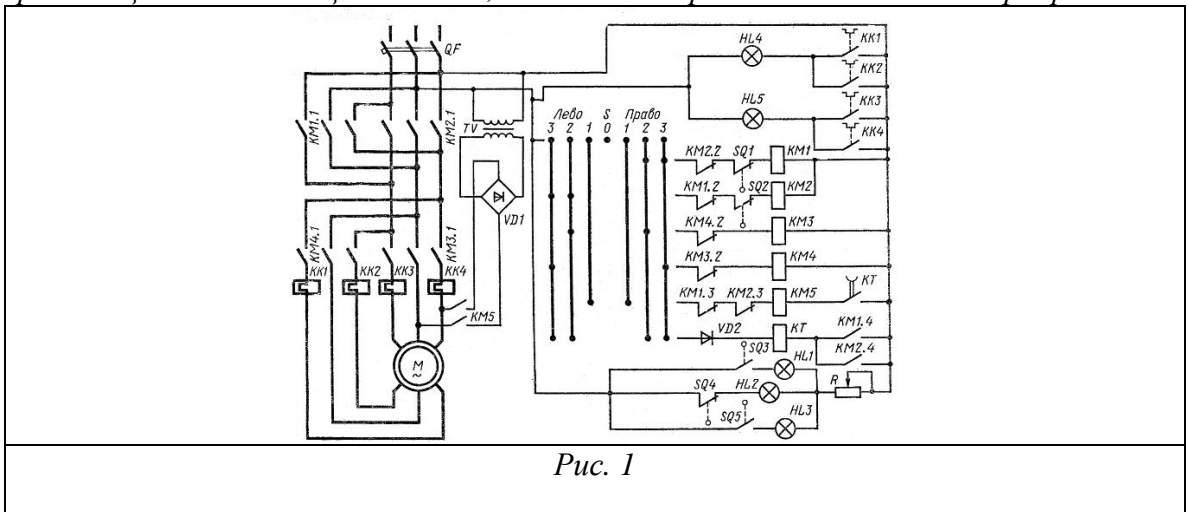 QF
HL4
KK1
KK2
HL5
KK3
KK4
KM1.1
KM2.1
TV
Лево S Право
3 2 1 0 1 2 3
KM2.2 SQ1 KM1
KM1.2 SQ2 KM2
VD1
KM4.2 KM3
KM4.1
KM3.1
KM3.2 KM4
KK1 KK2 KK3 KK4
KM1.3 KM2.3 KM5 KT
KM5
VD2 KT KM1.4
KM2.4
SQ3 HL1
M
~
SQ4 HL2 R
SQ5 HL3
Рис. 1